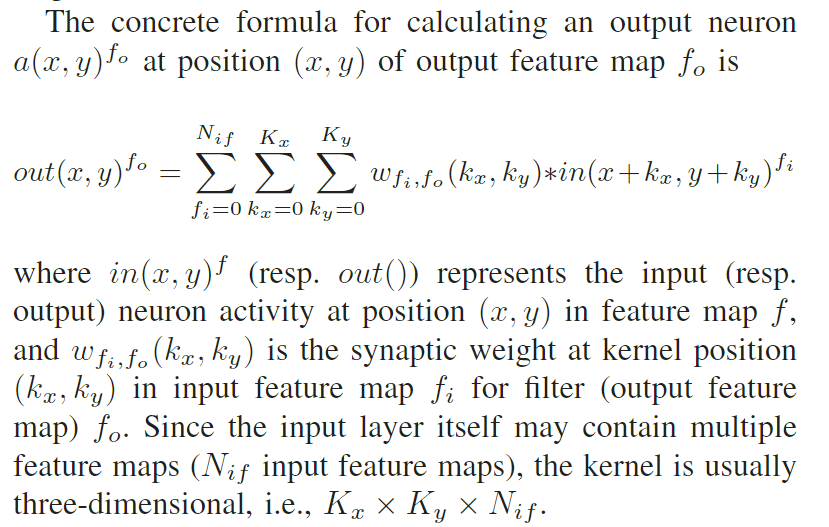 The concrete formula for calculating an output neuron
a(x, y)^{f_o} at position (x, y) of output feature map f_o is
out(x, y)^{f_o} = \sum_{f_i=0}^{N_{if}} \sum_{k_x=0}^{K_x} \sum_{k_y=0}^{K_y} w_{f_i,f_o}(k_x, k_y)*in(x+k_x, y+k_y)^{f_i}
where in(x, y)^f (resp. out()) represents the input (resp.
output) neuron activity at position (x, y) in feature map f,
and w_{f_i,f_o}(k_x, k_y) is the synaptic weight at kernel position
(k_x, k_y) in input feature map f_i for filter (output feature
map) f_o. Since the input layer itself may contain multiple
feature maps (N_{if} input feature maps), the kernel is usually
three-dimensional, i.e., K_x × K_y × N_{if}.